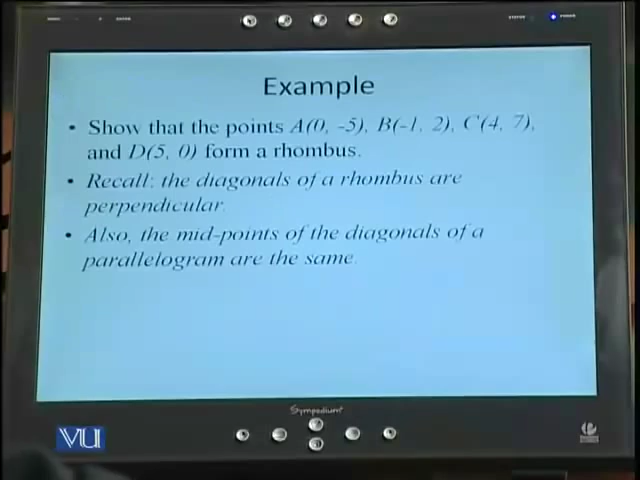 Example
• Show that the points A(0, -5), B(-1, 2), C(4, 7),
and D(5, 0) form a rhombus.
• Recall: the diagonals of a rhombus are
perpendicular.
• Also, the mid-points of the diagonals of a
parallelogram are the same.
Sympodium
VU